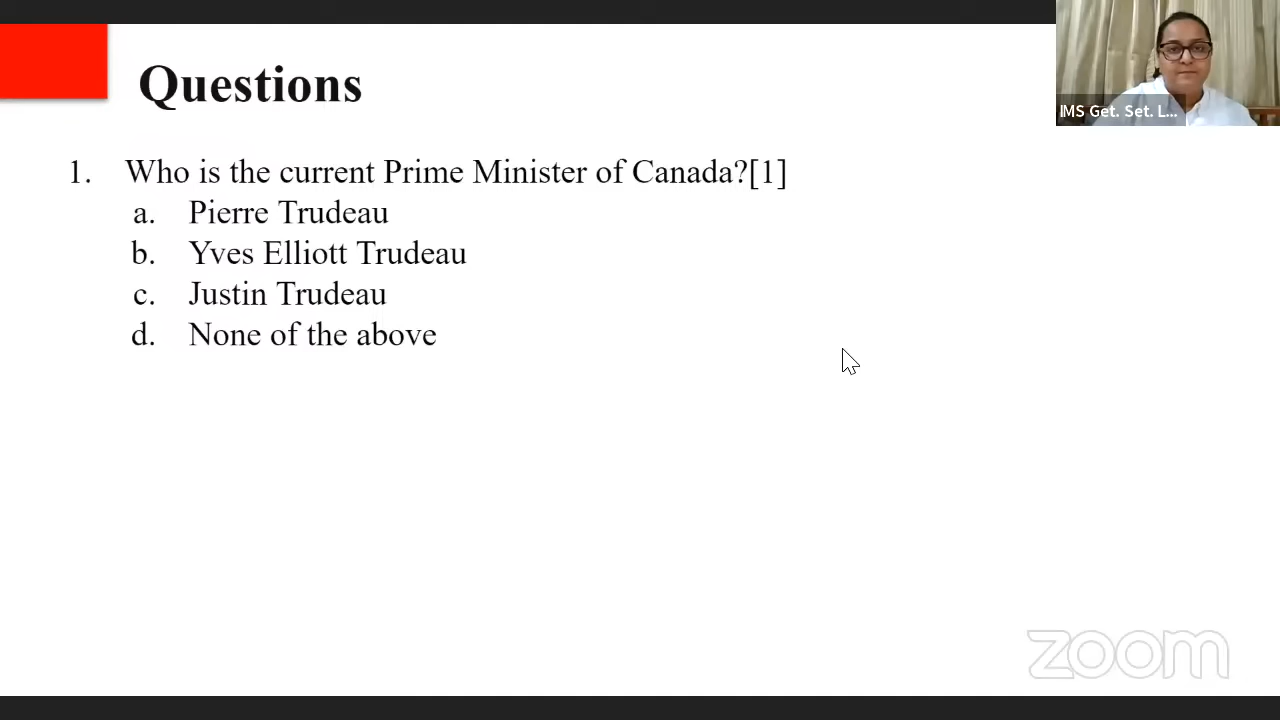 Questions
IMS Get. Set. L...
1. Who is the current Prime Minister of Canada?[1]
a. Pierre Trudeau
b. Yves Elliott Trudeau
c. Justin Trudeau
d. None of the above
zoom